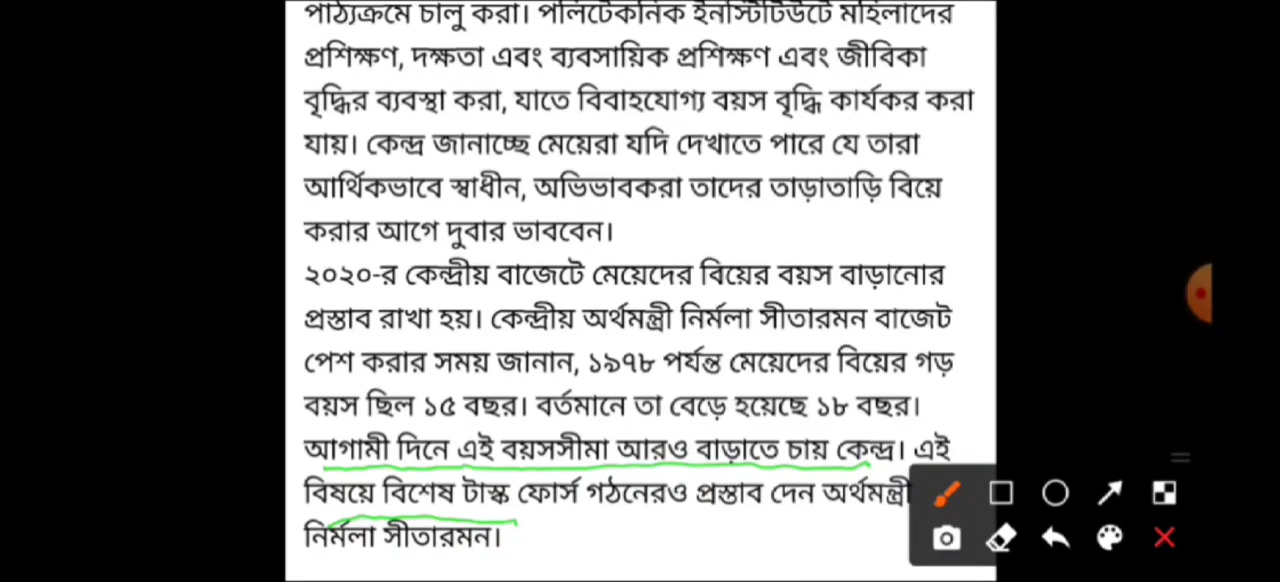 পাঠ্যক্রমে চালু করা। পলিটেকনিক ইনস্টিটিউটে মহিলাদের
প্রশিক্ষণ, দক্ষতা এবং ব্যবসায়িক প্রশিক্ষণ এবং জীবিকা
বৃদ্ধির ব্যবস্থা করা, যাতে বিবাহযোগ্য বয়স বৃদ্ধি কার্যকর করা
যায়। কেন্দ্র জানাচ্ছে মেয়েরা যদি দেখাতে পারে যে তারা
আর্থিকভাবে স্বাধীন, অভিভাবকরা তাদের তাড়াতাড়ি বিয়ে
করার আগে দুবার ভাববেন।
২০২০-র কেন্দ্রীয় বাজেটে মেয়েদের বিয়ের বয়স বাড়ানোর
প্রস্তাব রাখা হয়। কেন্দ্রীয় অর্থমন্ত্রী নির্মলা সীতারমন বাজেট
পেশ করার সময় জানান, ১৯৭৮ পর্যন্ত মেয়েদের বিয়ের গড়
বয়স ছিল ১৫ বছর। বর্তমানে তা বেড়ে হয়েছে ১৮ বছর।
আগামী দিনে এই বয়সসীমা আরও বাড়াতে চায় কেন্দ্র। এই
বিষয়ে বিশেষ টাস্ক ফোর্স গঠনেরও প্রস্তাব দেন অর্থমন্ত্রী
নির্মলা সীতারমন।